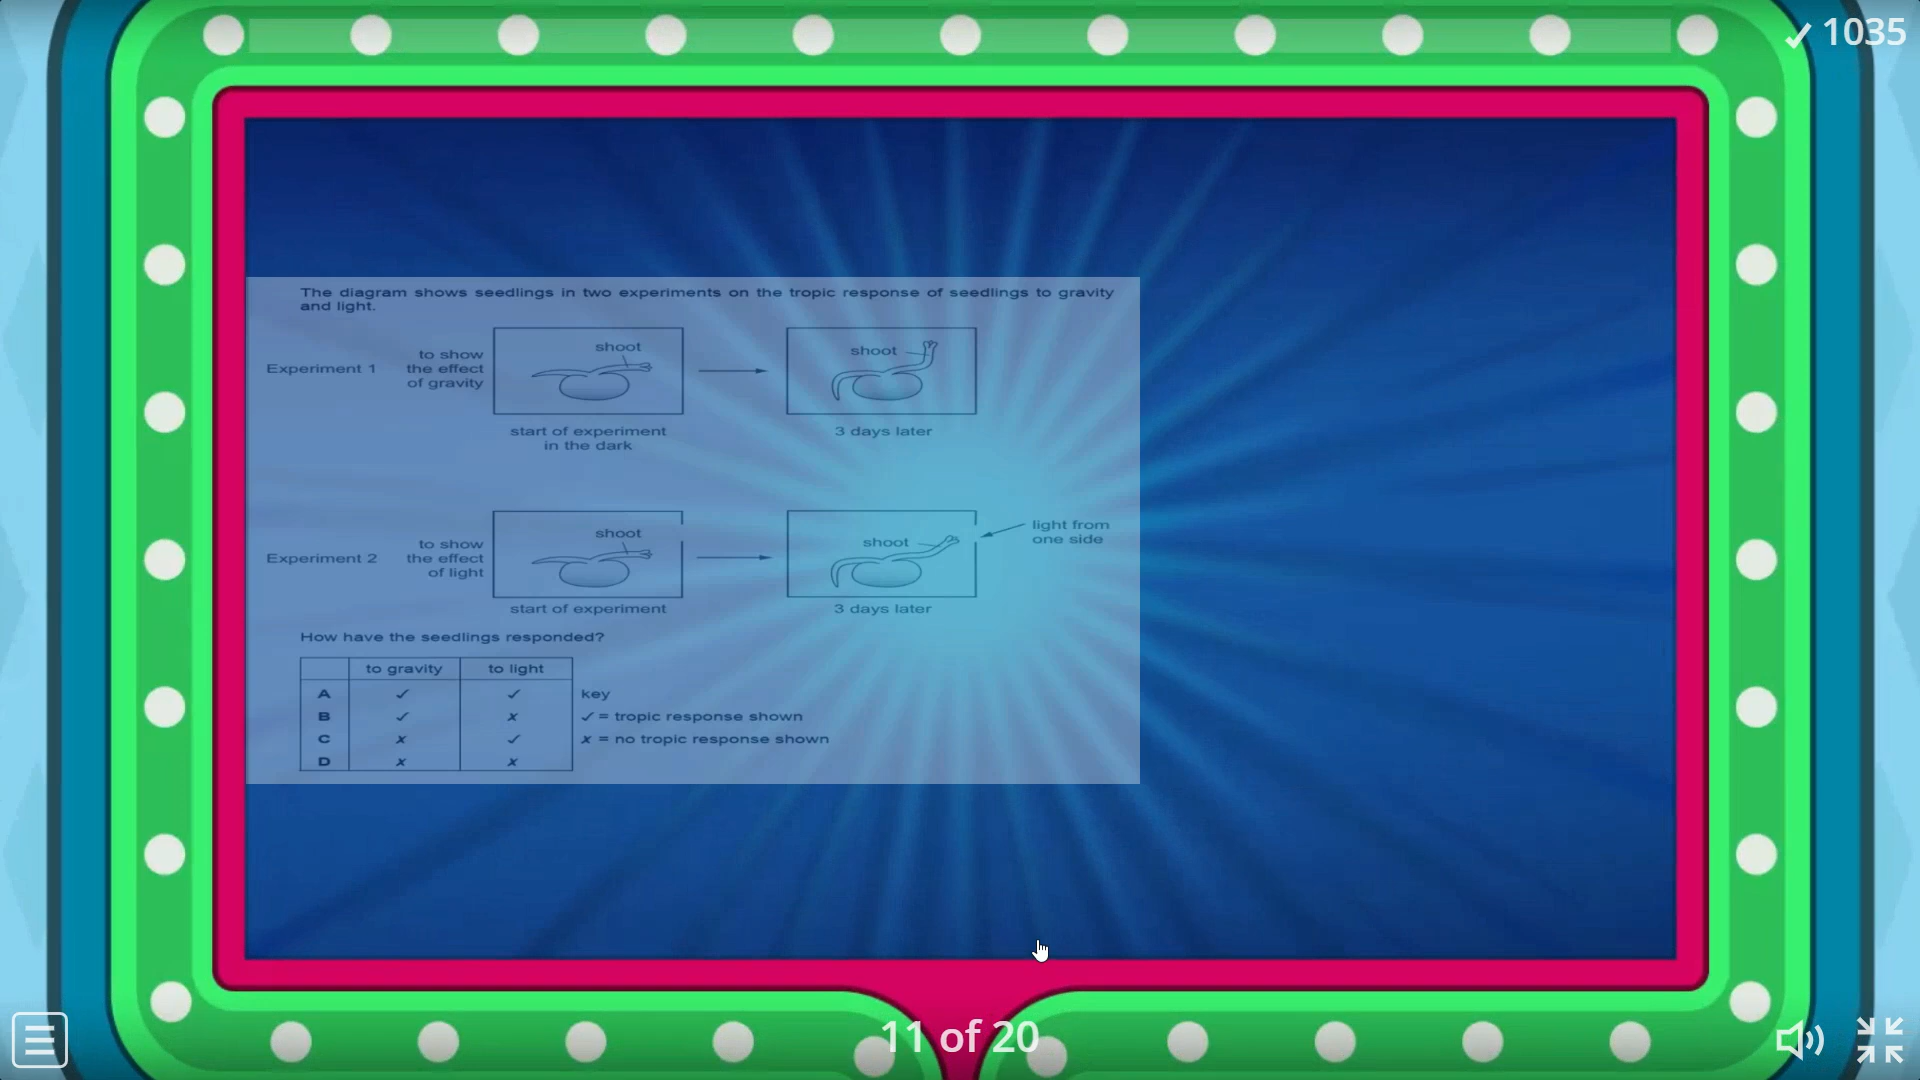 ✓ 1035
The diagram shows seedlings in two experiments on the tropic response of seedlings to gravity
and light.
Experiment 1
to show
the effect
of gravity
shoot
shoot
start of experiment
in the dark
3 days later
Experiment 2
to show
the effect
of light
shoot
shoot
light from
one side
start of experiment
3 days later
How have the seedlings responded?
to gravity to light
A ✓ ✓ key
B ✓ x ✓ = tropic response shown
C x ✓ x = no tropic response shown
D x x
11 of 20